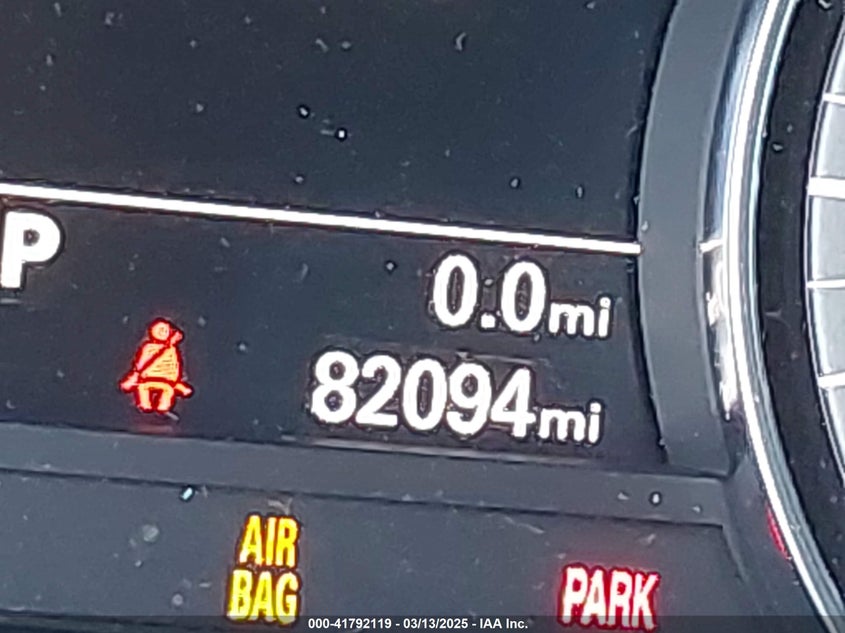 P
0.0mi
82094mi
AIR
BAG
PARK
000-41792119 - 03/13/2025 - IAA Inc.